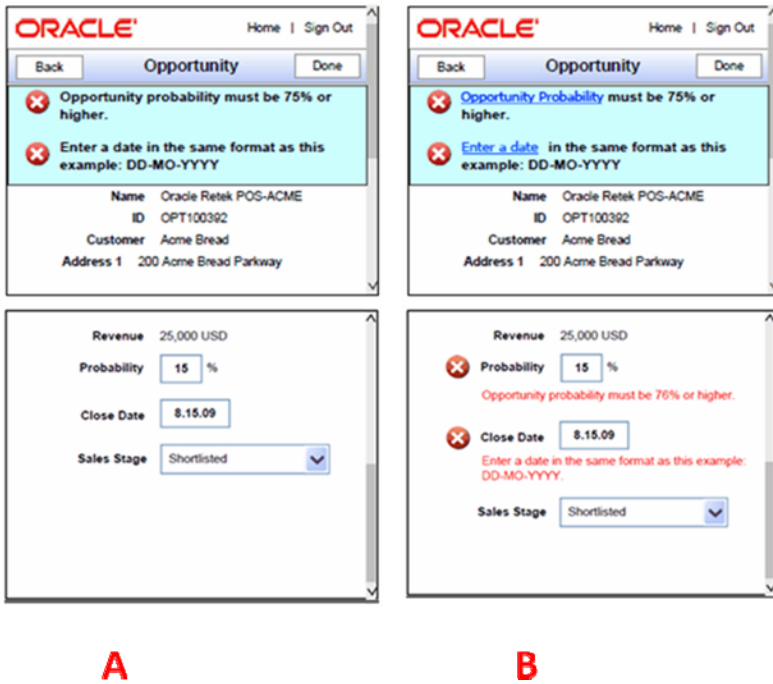 ORACLE'
Home | Sign Out
Back
Opportunity
Done
Opportunity probability must be 75% or
higher.
Enter a date in the same format as this
example: DD-MO-YYYY
Name Oracle Retek POS-ACME
ID OPT100392
Customer Acme Bread
Address 1 200 Acme Bread Parkway
Revenue 25,000 USD
Probability 15 %
Close Date 8.15.09
Sales Stage Shortlisted
A
ORACLE'
Home | Sign Out
Back
Opportunity
Done
Opportunity Probability must be 75% or
higher.
Enter a date in the same format as this
example: DD-MO-YYYY
Name Oracle Retek POS-ACME
ID OPT100392
Customer Acme Bread
Address 1 200 Acme Bread Parkway
Revenue 25,000 USD
Probability 15 %
Opportunity probability must be 76% or higher.
Close Date 8.15.09
Enter a date in the same format as this example:
DD-MO-YYYY.
Sales Stage Shortlisted
B